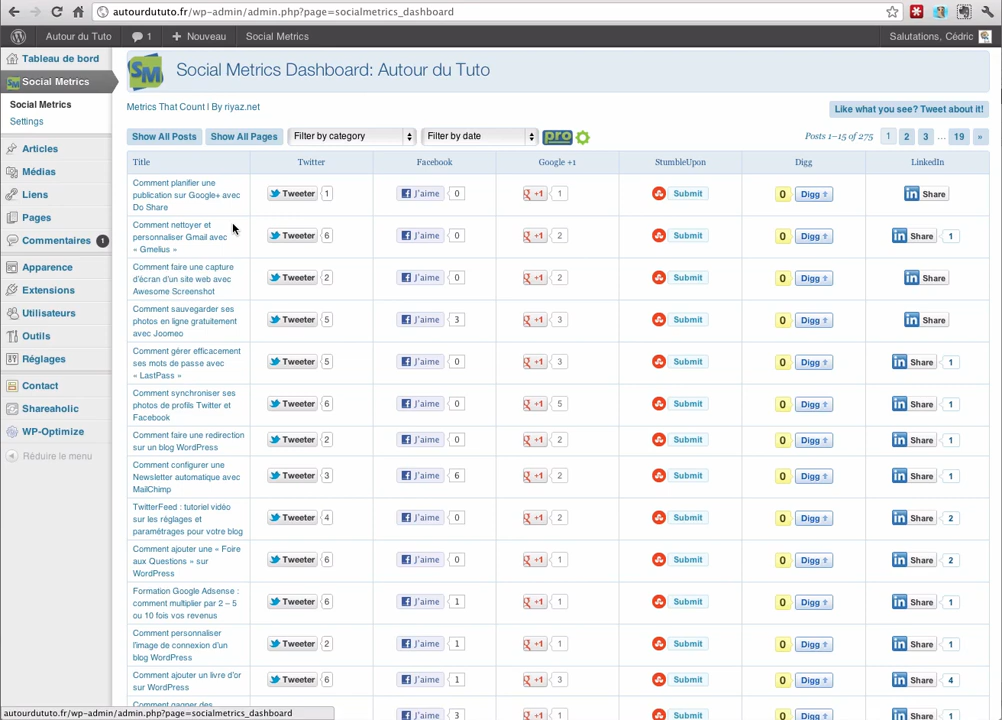 autourdututo.fr/wp-admin/admin.php?page=socialmetrics_dashboard
Autour du Tuto 1 + Nouveau Social Metrics Salutations, Cédric
Tableau de bord
Social Metrics
Social Metrics
Settings
Articles
Médias
Liens
Pages
Commentaires 1
Apparence
Extensions
Utilisateurs
Outils
Réglages
Contact
Shareaholic
WP-Optimize
Réduire le menu
SM Social Metrics Dashboard: Autour du Tuto
Metrics That Count | By riyaz.net
Like what you see? Tweet about it!
Show All Posts Show All Pages Filter by category Filter by date pro Posts 1–15 of 275 1 2 3 … 19 »
Title Twitter Facebook Google +1 StumbleUpon Digg LinkedIn
Comment planifier une
publication sur Google+ avec
Do Share
Tweeter 1 J'aime 0 +1 1 Submit 0 Digg Share
Comment nettoyer et
personnaliser Gmail avec
« Gmelius »
Tweeter 6 J'aime 0 +1 2 Submit 0 Digg Share 1
Comment faire une capture
d'écran d'un site web avec
Awesome Screenshot
Tweeter 2 J'aime 0 +1 2 Submit 0 Digg Share
Comment sauvegarder ses
photos en ligne gratuitement
avec Joomeo
Tweeter 5 J'aime 3 +1 3 Submit 0 Digg Share
Comment gérer efficacement
ses mots de passe avec
« LastPass »
Tweeter 5 J'aime 0 +1 3 Submit 0 Digg Share 1
Comment synchroniser ses
photos de profils Twitter et
Facebook
Tweeter 6 J'aime 0 +1 5 Submit 0 Digg Share 1
Comment faire une redirection
sur un blog WordPress
Tweeter 2 J'aime 0 +1 2 Submit 0 Digg Share 1
Comment configurer une
Newsletter automatique avec
MailChimp
Tweeter 3 J'aime 6 +1 2 Submit 0 Digg Share 1
TwitterFeed : tutoriel vidéo
sur les réglages et
paramétrages pour votre blog
Tweeter 4 J'aime 0 +1 2 Submit 0 Digg Share 2
Comment ajouter une « Foire
aux Questions » sur
WordPress
Tweeter 6 J'aime 0 +1 1 Submit 0 Digg Share 2
Formation Google Adsense :
comment multiplier par 2 – 5
ou 10 fois vos revenus
Tweeter 6 J'aime 1 +1 1 Submit 0 Digg Share 1
Comment personnaliser
l'image de connexion d'un
blog WordPress
Tweeter 2 J'aime 1 +1 1 Submit 0 Digg Share 1
Comment ajouter un livre d'or
sur WordPress
Tweeter 6 J'aime 1 +1 3 Submit 0 Digg Share 4
Comment gagner des
J'aime 3 +1 1 Submit 0 Digg Share 1
autourdututo.fr/wp-admin/admin.php?page=socialmetrics_dashboard